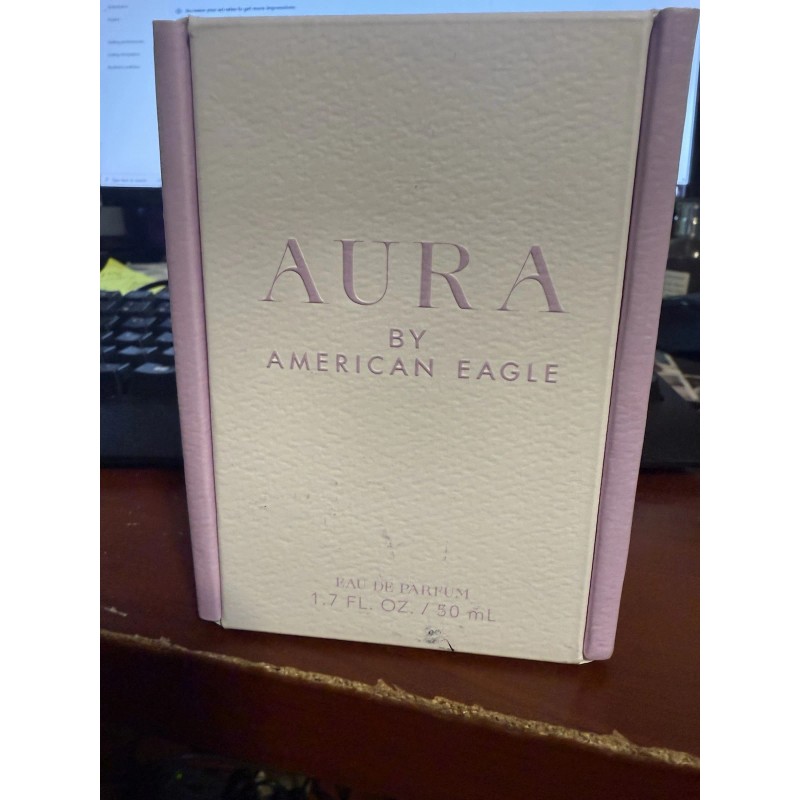 AURA
BY
AMERICAN EAGLE
EAU DE PARFUM
1.7 FL. OZ. / 50 mL